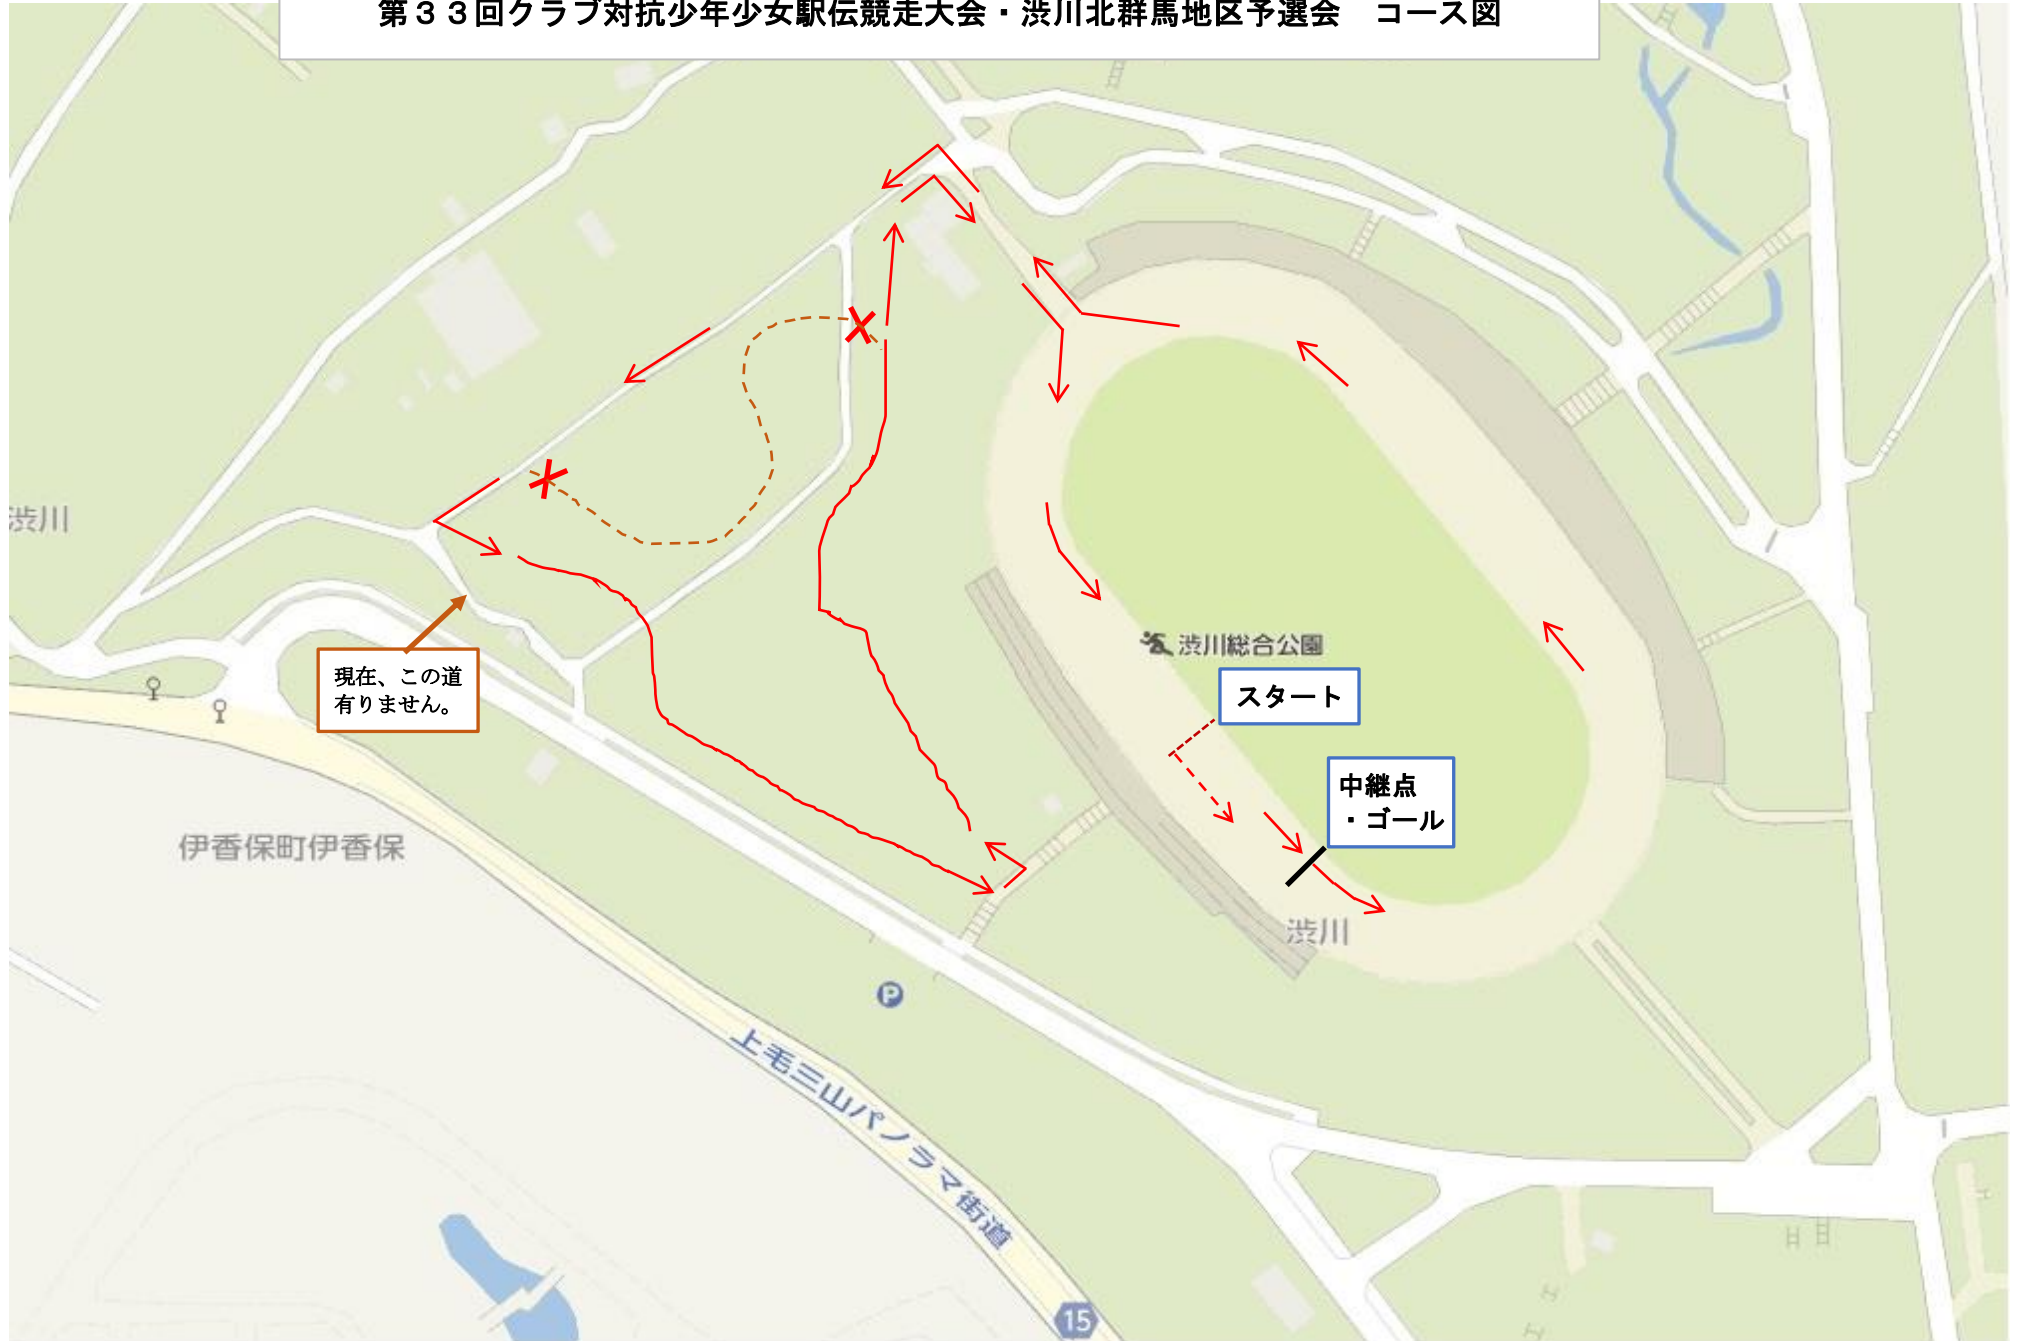 第３３回クラブ対抗少年少女駅伝競走大会・渋川北群馬地区予選会　コース図
渋川
現在、この道
有りません。
渋川総合公園
スタート
中継点
・ゴール
伊香保町伊香保
渋川
P
上毛三山パノラマ街道
15